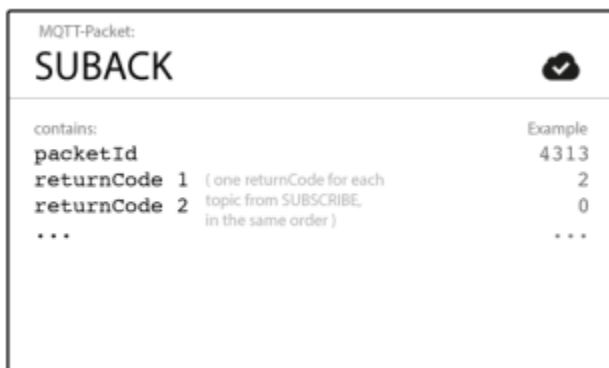 MQTT-Packet:
SUBACK
contains: Example
packetId 4313
returnCode 1 ( one returnCode for each 2
returnCode 2 topic from SUBSCRIBE, 0
in the same order )
... ...